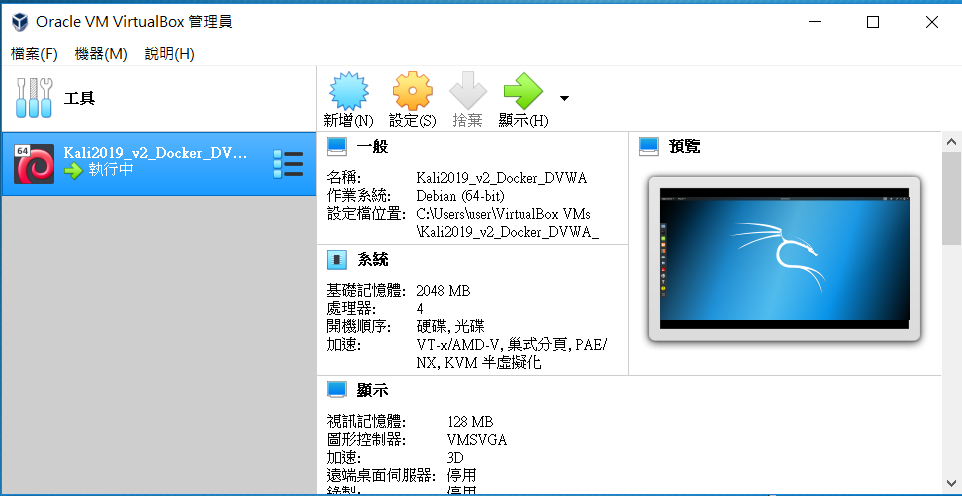 Oracle VM VirtualBox 管理員
檔案(F) 機器(M) 說明(H)
工具
新增(N) 設定(S) 捨棄 顯示(H)
64
Kali2019_v2_Docker_DV...
執行中
一般
名稱: Kali2019_v2_Docker_DVWA
作業系統: Debian (64-bit)
設定檔位置: C:\Users\user\VirtualBox VMs
\Kali2019_v2_Docker_DVWA_
預覽
系統
基礎記憶體: 2048 MB
處理器: 4
開機順序: 硬碟, 光碟
加速: VT-x/AMD-V, 巢式分頁, PAE/
NX, KVM 半虛擬化
顯示
視訊記憶體: 128 MB
圖形控制器: VMSVGA
加速: 3D
遠端桌面伺服器: 停用
錄製: 停用